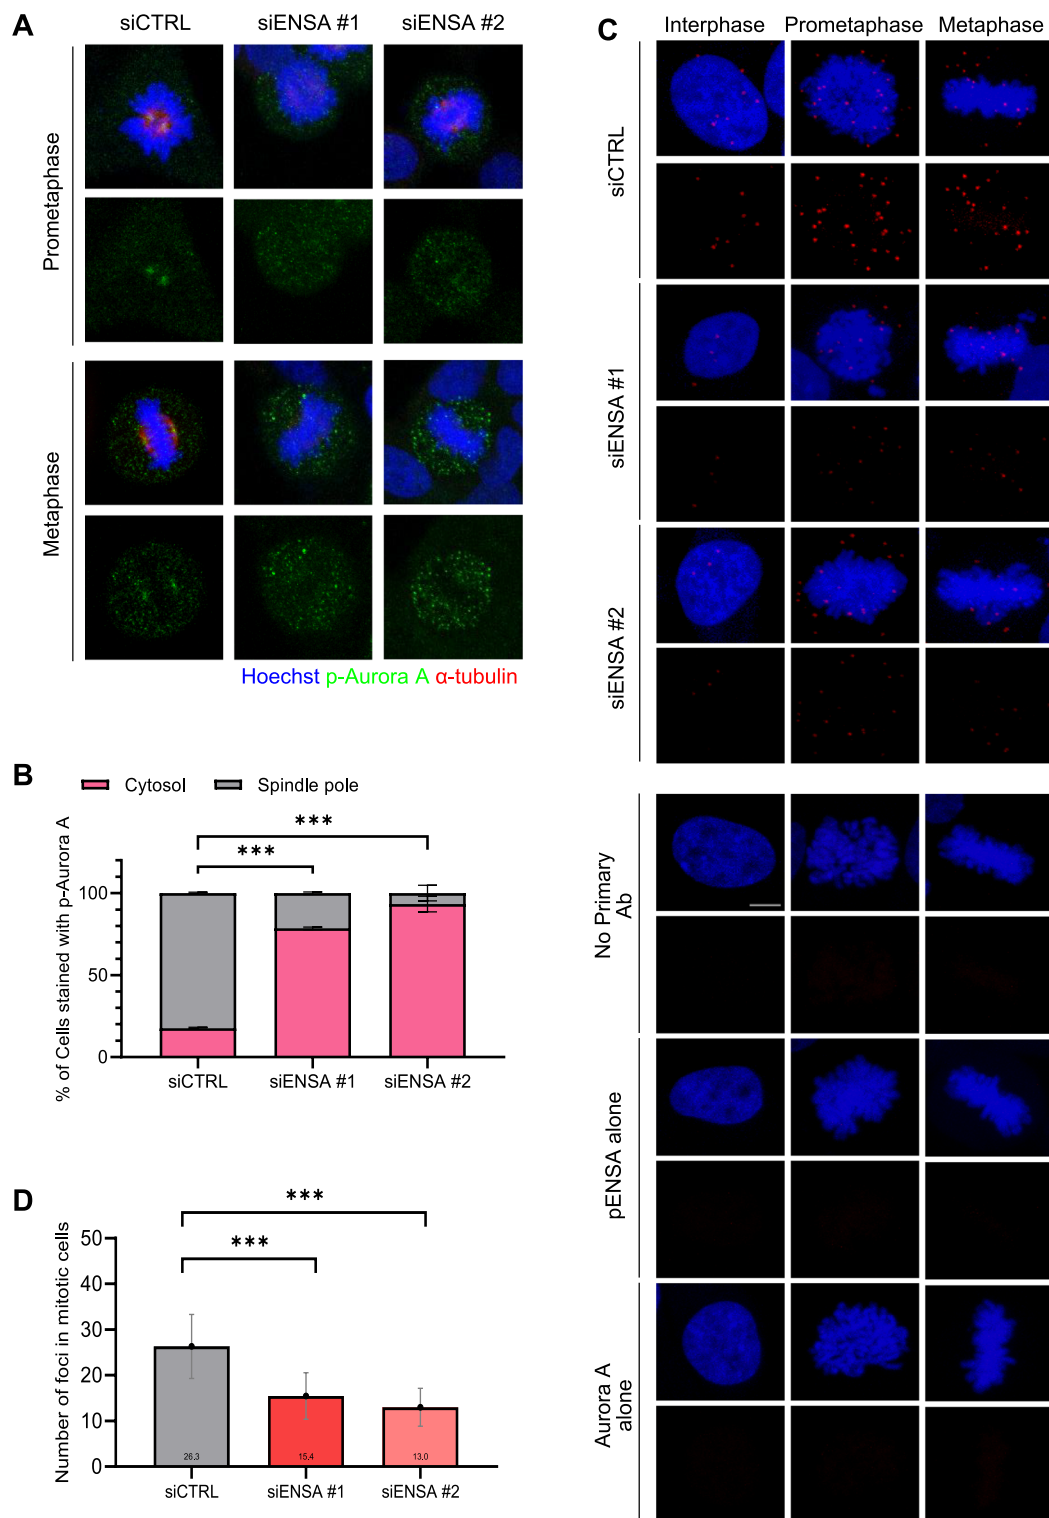 A
siCTRL
siENSA #1
siENSA #2
Prometaphase
Metaphase
Hoechst p-Aurora A α-tubulin
B
Cytosol
Spindle pole
***
***
% of Cells stained with p-Aurora A
100
50
0
siCTRL
siENSA #1
siENSA #2
D
***
***
Number of foci in mitotic cells
50
40
30
20
10
0
26.3
15.4
13.0
siCTRL
siENSA #1
siENSA #2
C
Interphase
Prometaphase
Metaphase
siCTRL
siENSA #1
siENSA #2
No Primary
Ab
pENSA alone
Aurora A
alone